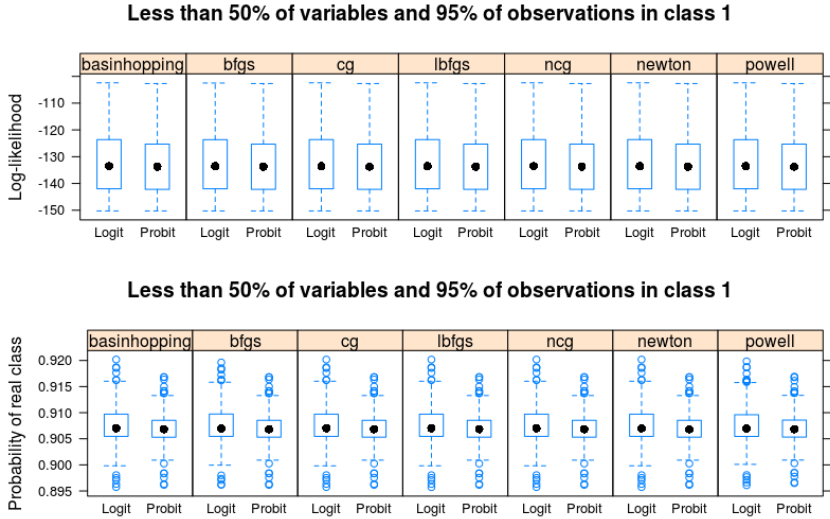 Less than 50% of variables and 95% of observations in class 1
basinhopping bfgs cg lbfgs ncg newton powell
Log-likelihood
-110
-120
-130
-140
-150
Logit Probit Logit Probit Logit Probit Logit Probit Logit Probit Logit Probit Logit Probit
Less than 50% of variables and 95% of observations in class 1
basinhopping bfgs cg lbfgs ncg newton powell
Probability of real class
0.920
0.915
0.910
0.905
0.900
0.895
Logit Probit Logit Probit Logit Probit Logit Probit Logit Probit Logit Probit Logit Probit